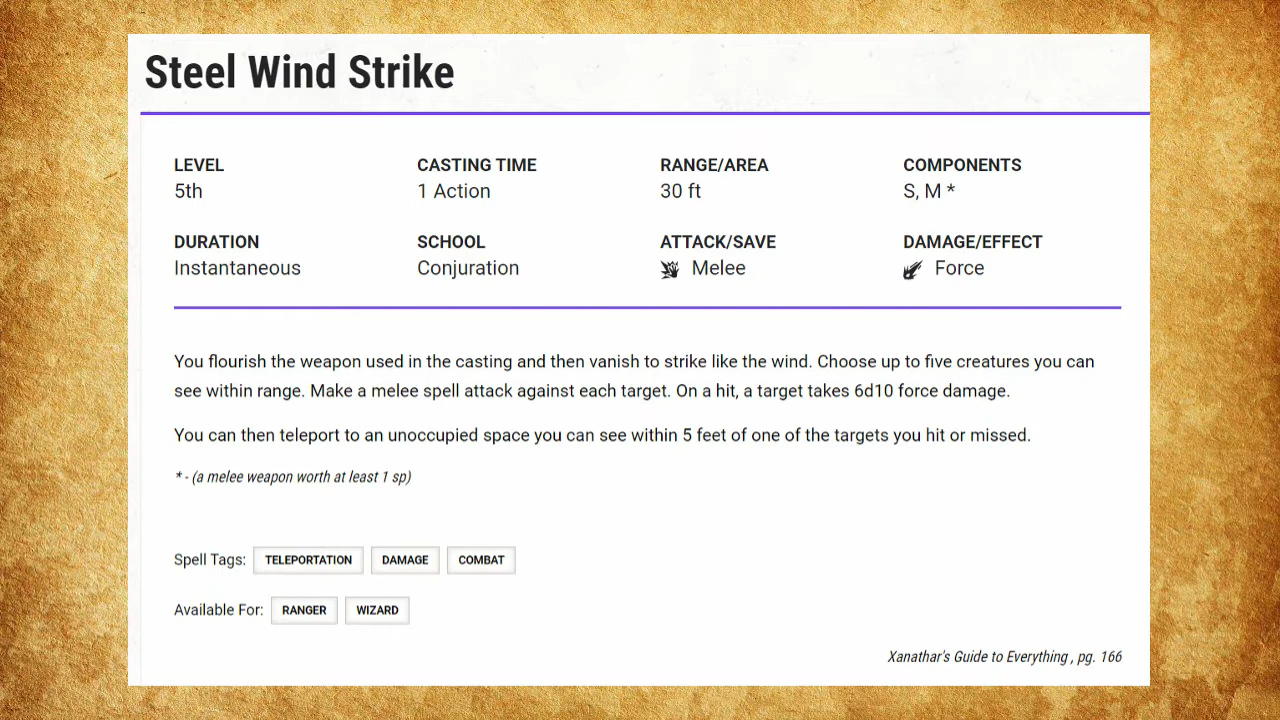 Steel Wind Strike
LEVEL
5th
CASTING TIME
1 Action
RANGE/AREA
30 ft
COMPONENTS
S, M *
DURATION
Instantaneous
SCHOOL
Conjuration
ATTACK/SAVE
Melee
DAMAGE/EFFECT
Force
You flourish the weapon used in the casting and then vanish to strike like the wind. Choose up to five creatures you can
see within range. Make a melee spell attack against each target. On a hit, a target takes 6d10 force damage.
You can then teleport to an unoccupied space you can see within 5 feet of one of the targets you hit or missed.
* - (a melee weapon worth at least 1 sp)
Spell Tags: TELEPORTATION DAMAGE COMBAT
Available For: RANGER WIZARD
Xanathar's Guide to Everything , pg. 166